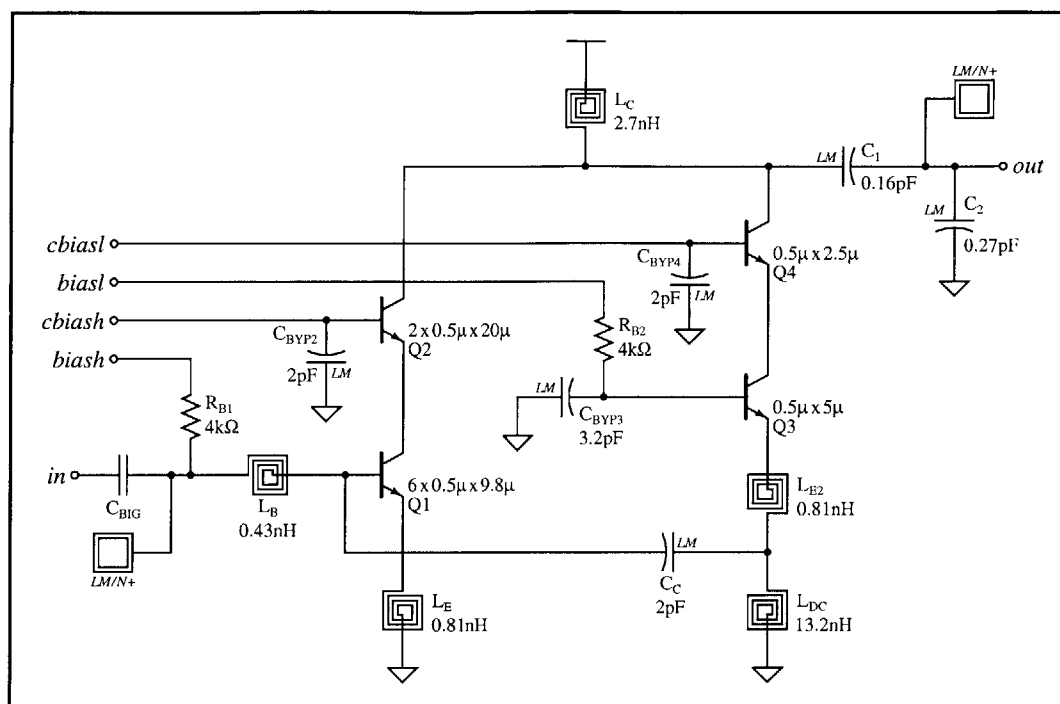 LM/N+
L_C
2.7nH
LM
C_1
0.16pF
out
LM
C_2
0.27pF
cbiasl
C_BYP4
2pF
LM
0.5μ x 2.5μ
Q4
biasl
cbiash
C_BYP2
2pF
LM
2 x 0.5μ x 20μ
Q2
R_B2
4kΩ
biash
LM
C_BYP3
3.2pF
0.5μ x 5μ
Q3
R_B1
4kΩ
in
C_BIG
L_B
0.43nH
6 x 0.5μ x 9.8μ
Q1
L_E2
0.81nH
LM/N+
LM
C_C
2pF
L_E
0.81nH
L_DC
13.2nH